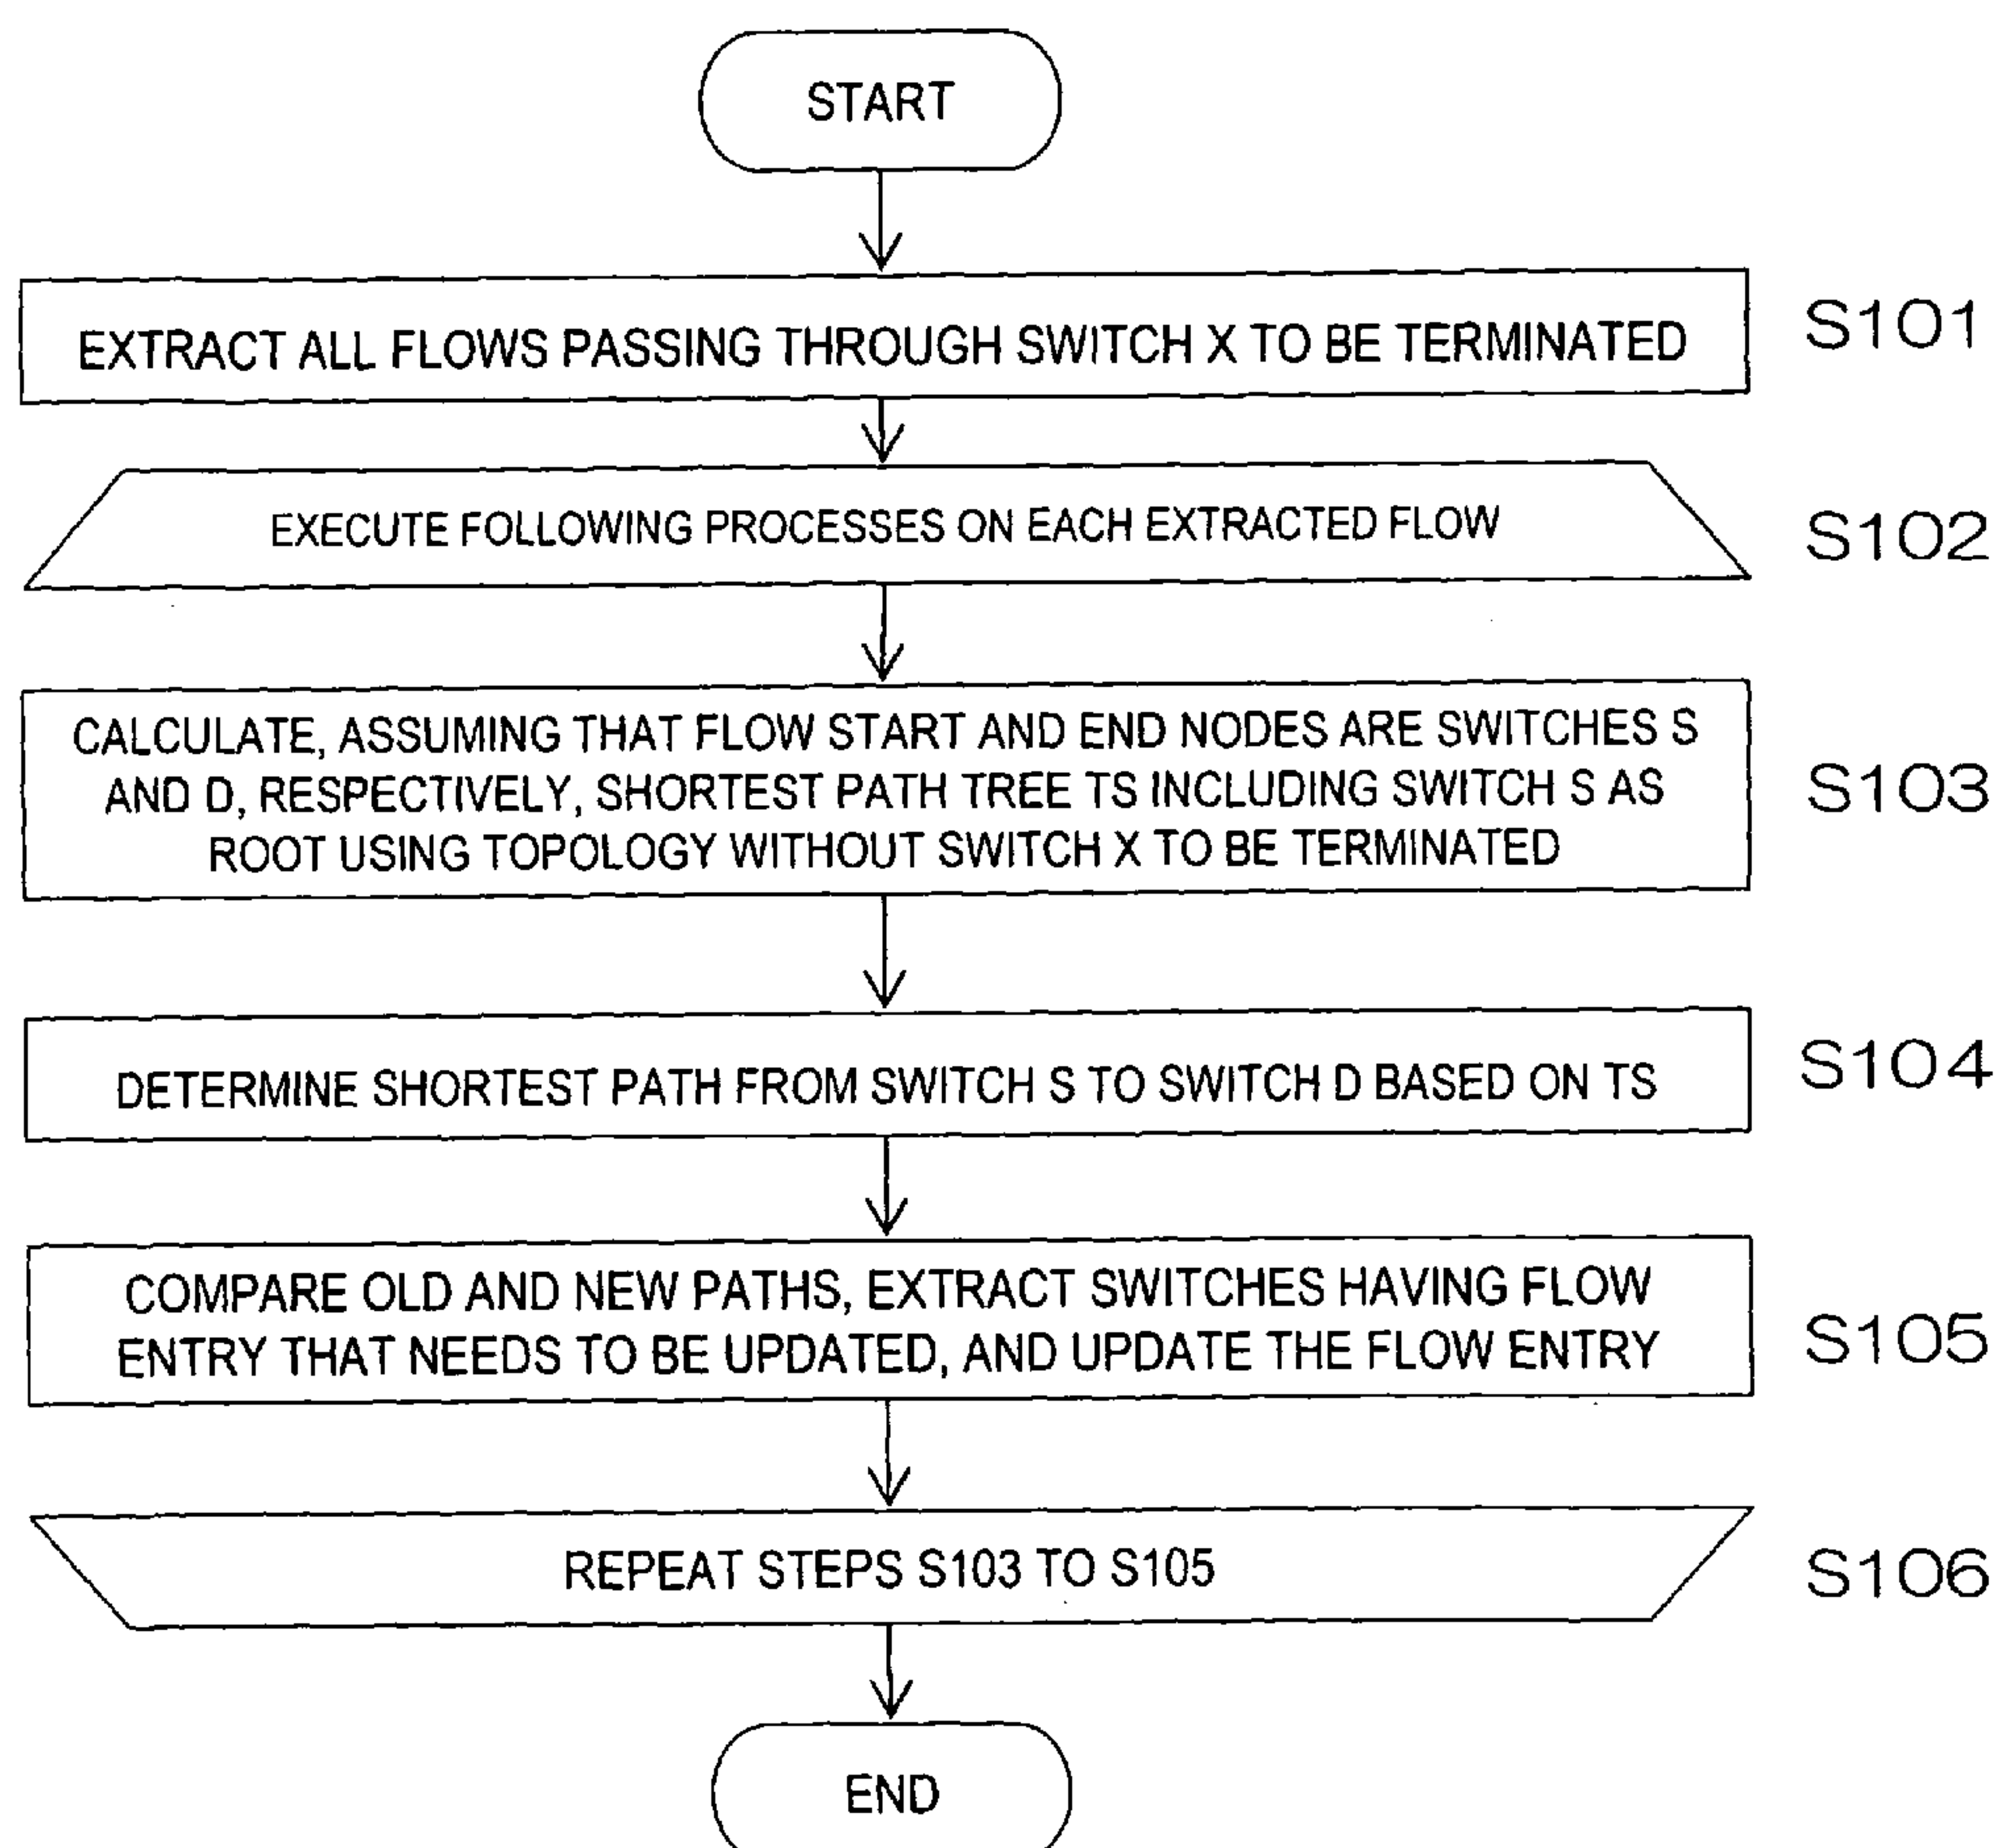 START
EXTRACT ALL FLOWS PASSING THROUGH SWITCH X TO BE TERMINATED
S101
EXECUTE FOLLOWING PROCESSES ON EACH EXTRACTED FLOW
S102
CALCULATE, ASSUMING THAT FLOW START AND END NODES ARE SWITCHES S
AND D, RESPECTIVELY, SHORTEST PATH TREE TS INCLUDING SWITCH S AS
ROOT USING TOPOLOGY WITHOUT SWITCH X TO BE TERMINATED
S103
DETERMINE SHORTEST PATH FROM SWITCH S TO SWITCH D BASED ON TS
S104
COMPARE OLD AND NEW PATHS, EXTRACT SWITCHES HAVING FLOW
ENTRY THAT NEEDS TO BE UPDATED, AND UPDATE THE FLOW ENTRY
S105
REPEAT STEPS S103 TO S105
S106
END